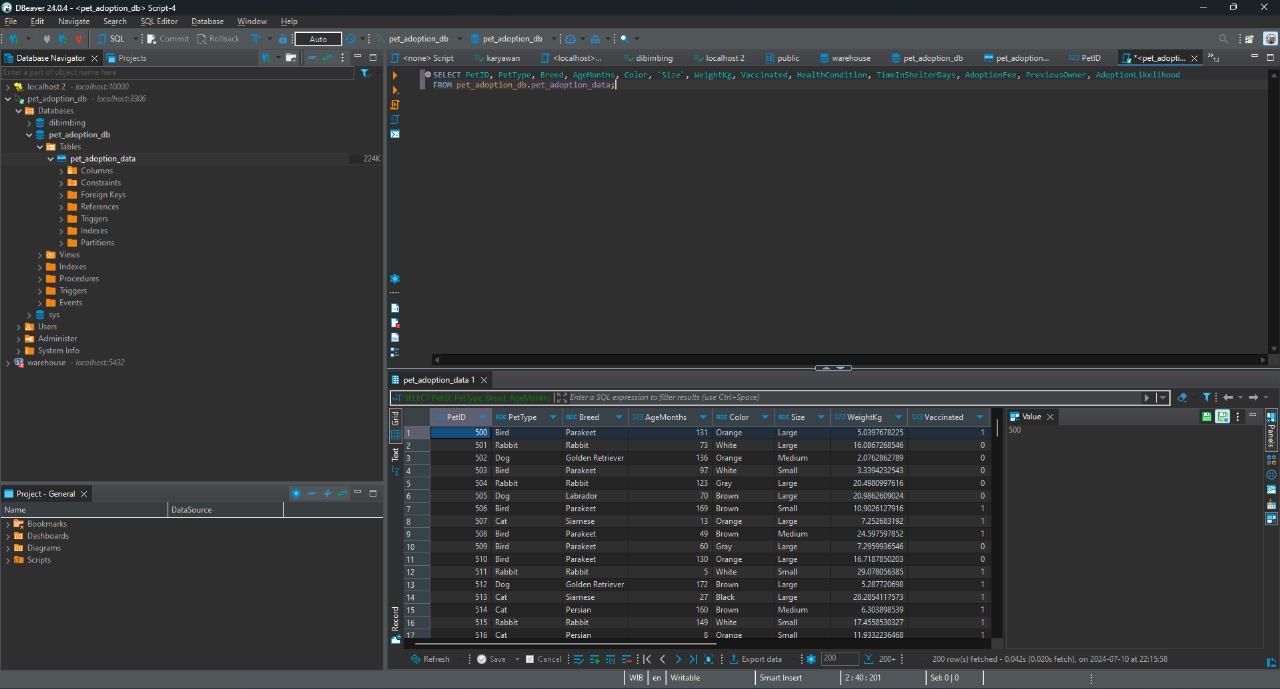 DBeaver 24.0.4 - <pet_adoption_db> Script-4
File Edit Navigate Search SQL Editor Database Window Help
SQL Commit Rollback Auto pet_adoption_db pet_adoption_db
Database Navigator Projects
Enter a part of object name here
localhost 2 - localhost:10000
pet_adoption_db - localhost:3306
Databases
dibimbing
pet_adoption_db
Tables
pet_adoption_data 224K
Columns
Constraints
Foreign Keys
References
Triggers
Indexes
Partitions
Views
Indexes
Procedures
Triggers
Events
sys
Users
Administer
System Info
warehouse - localhost:5432
Project - General
Name DataSource
Bookmarks
Dashboards
Diagrams
Scripts
<none> Script karyawan <localhost>... dibimbing localhost 2 public warehouse pet_adoption_db pet_adoption... PetID *<pet_adopti...
SELECT PetID, PetType, Breed, AgeMonths, Color, `Size`, WeightKg, Vaccinated, HealthCondition, TimeInShelterDays, AdoptionFee, PreviousOwner, AdoptionLikelihood
FROM pet_adoption_db.pet_adoption_data;
pet_adoption_data 1
SELECT PetID, PetType, Breed, AgeMonths Enter a SQL expression to filter results (use Ctrl+Space)
Grid
Text
Record
PetID PetType Breed AgeMonths Color Size WeightKg Vaccinated
1 500 Bird Parakeet 131 Orange Large 5.0397678225 1
2 501 Rabbit Rabbit 73 White Large 16.0867268546 0
3 502 Dog Golden Retriever 136 Orange Medium 2.0762862789 0
4 503 Bird Parakeet 97 White Small 3.3394232543 0
5 504 Rabbit Rabbit 123 Gray Large 20.4980997616 0
6 505 Dog Labrador 70 Brown Large 20.9862609024 0
7 506 Bird Parakeet 169 Brown Small 10.9026127916 1
8 507 Cat Siamese 13 Orange Large 7.252683192 1
9 508 Bird Parakeet 49 Brown Medium 24.597597852 1
10 509 Bird Parakeet 60 Gray Large 7.2959936546 0
11 510 Bird Parakeet 130 Orange Large 16.7187850203 0
12 511 Rabbit Rabbit 5 White Small 29.078056385 1
13 512 Dog Golden Retriever 172 Brown Large 5.287720698 1
14 513 Cat Siamese 27 Black Large 28.2854117573 1
15 514 Cat Persian 160 Brown Medium 6.303898539 1
16 515 Rabbit Rabbit 149 White Small 17.4558530327 1
17 516 Cat Persian 8 Orange Small 11.9332236468 1
Value
500
Panels
Refresh Save Cancel Export data 200 200+ 200 row(s) fetched - 0.042s (0.020s fetch), on 2024-07-10 at 22:15:58
WIB en Writable Smart Insert 2 : 40 : 201 Sel: 0 | 0